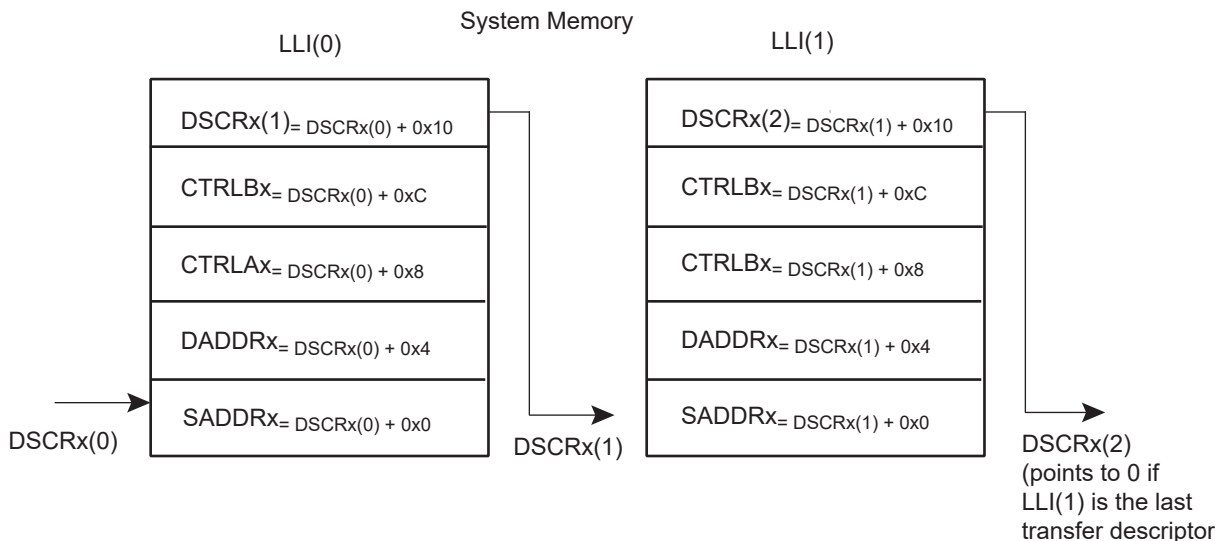 System Memory
LLI(0)
LLI(1)
DSCRx(1)= DSCRx(0) + 0x10
CTRLBx= DSCRx(0) + 0xC
CTRLAx= DSCRx(0) + 0x8
DADDRx= DSCRx(0) + 0x4
SADDRx= DSCRx(0) + 0x0
DSCRx(0)
DSCRx(1)
DSCRx(2)= DSCRx(1) + 0x10
CTRLBx= DSCRx(1) + 0xC
CTRLBx= DSCRx(1) + 0x8
DADDRx= DSCRx(1) + 0x4
SADDRx= DSCRx(1) + 0x0
DSCRx(2)
(points to 0 if
LLI(1) is the last
transfer descriptor